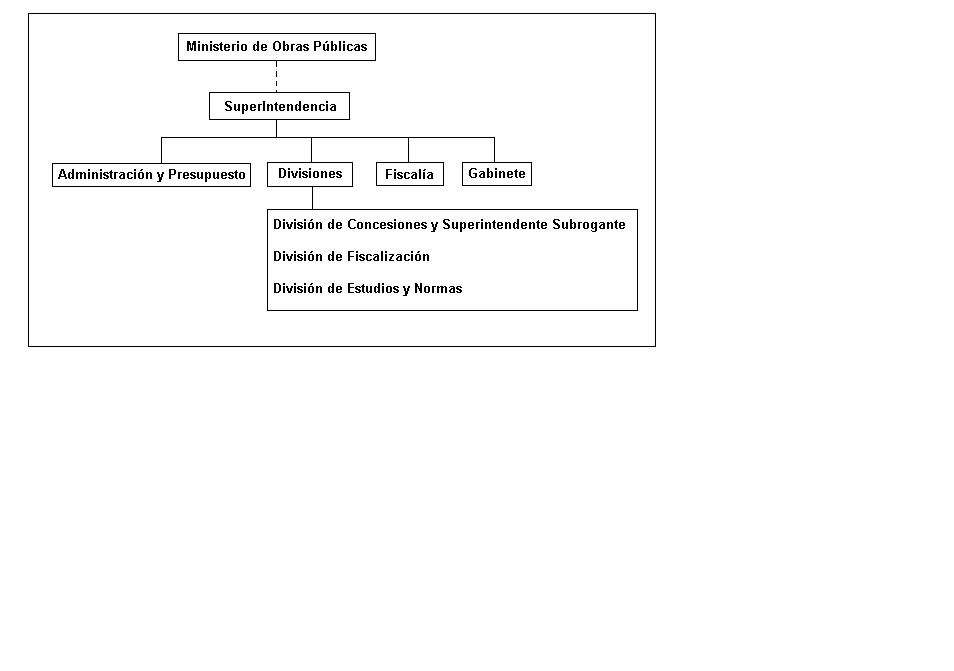 Ministerio de Obras Públicas
SuperIntendencia
Administración y Presupuesto
Divisiones
Fiscalía
Gabinete
División de Concesiones y Superintendente Subrogante
División de Fiscalización
División de Estudios y Normas